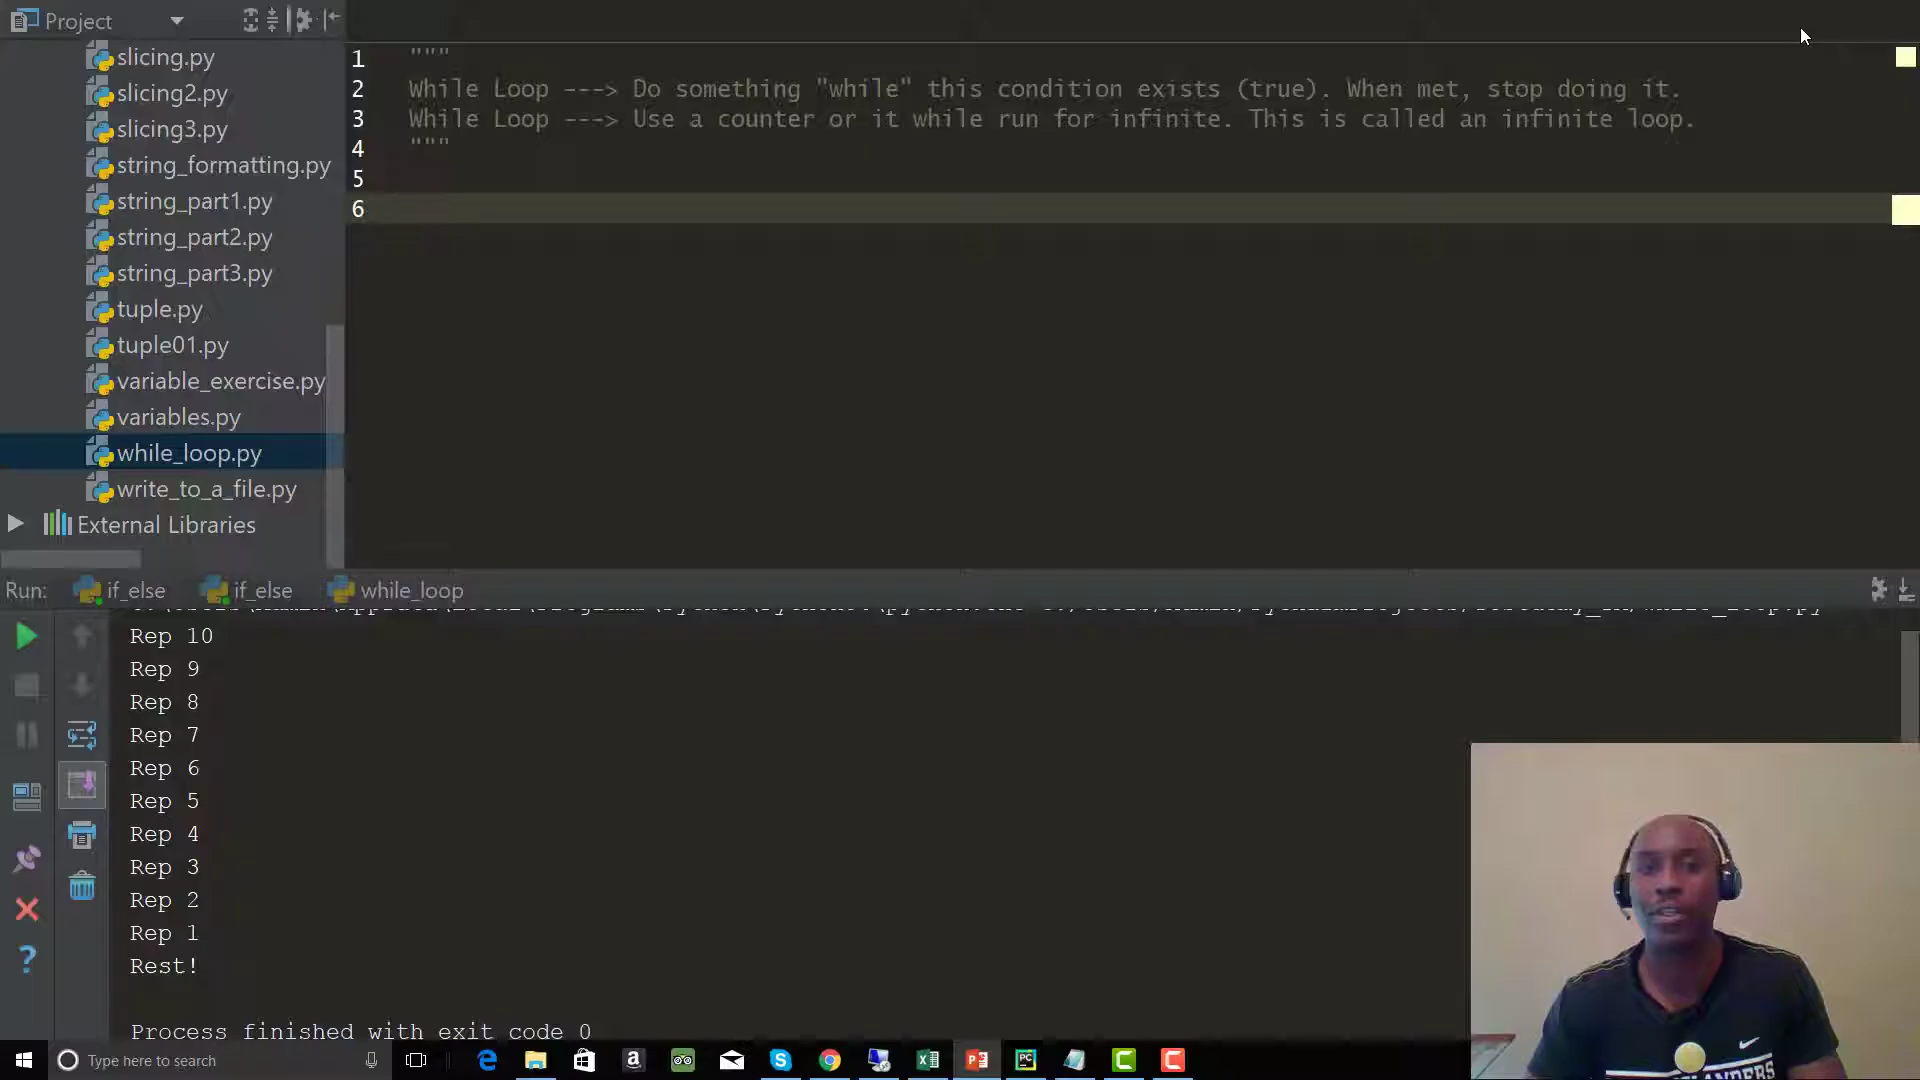 Project
slicing.py
slicing2.py
slicing3.py
string_formatting.py
string_part1.py
string_part2.py
string_part3.py
tuple.py
tuple01.py
variable_exercise.py
variables.py
while_loop.py
write_to_a_file.py
External Libraries
1 """
2 While Loop ---> Do something "while" this condition exists (true). When met, stop doing it.
3 While Loop ---> Use a counter or it while run for infinite. This is called an infinite loop.
4 """
5
6
Run: if_else if_else while_loop
Rep 10
Rep 9
Rep 8
Rep 7
Rep 6
Rep 5
Rep 4
Rep 3
Rep 2
Rep 1
Rest!
Process finished with exit code 0
Type here to search